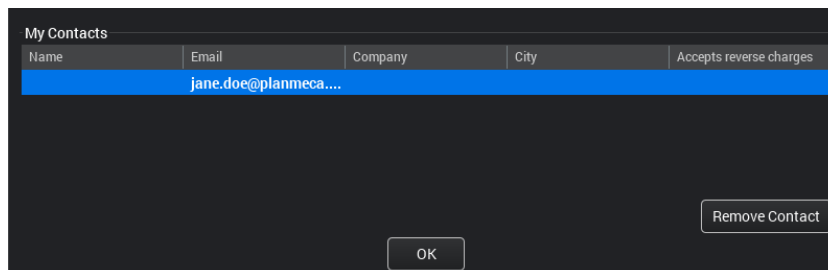 My Contacts
Name Email Company City Accepts reverse charges
jane.doe@planmeca....
Remove Contact
OK